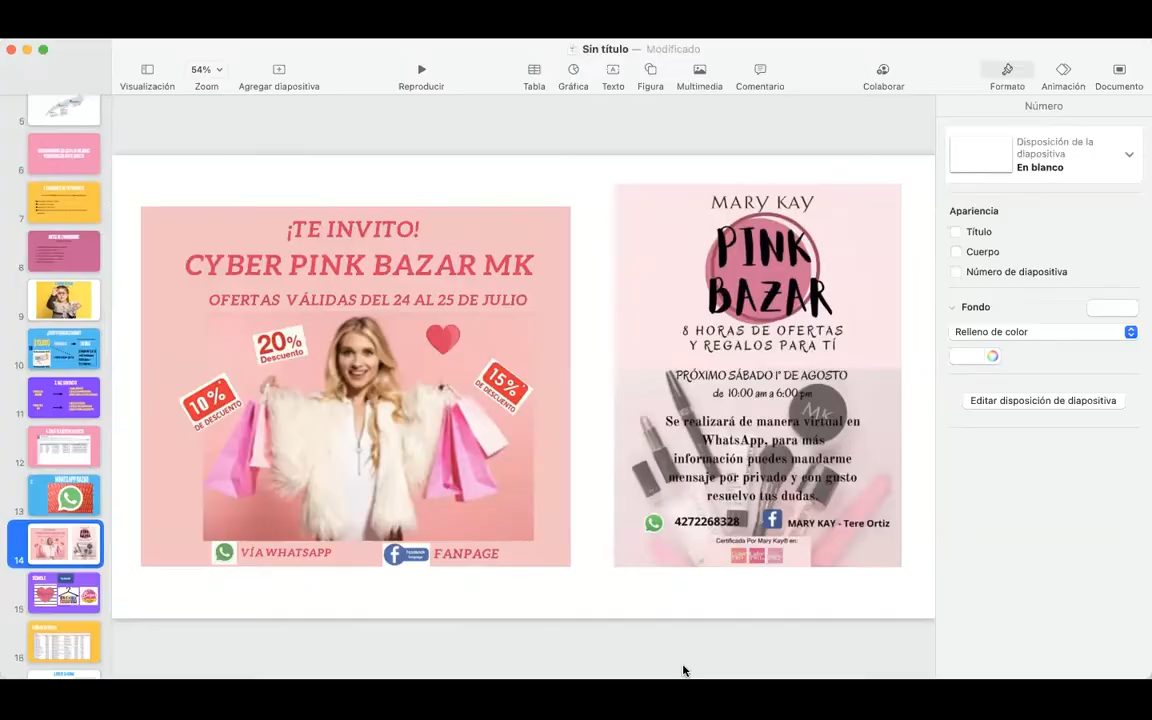 Sin título — Modificado
54%
Visualización Zoom Agregar diapositiva Reproducir Tabla Gráfica Texto Figura Multimedia Comentario Colaborar Formato Animación Documento
Número
Disposición de la
diapositiva
En blanco
Apariencia
Título
Cuerpo
Número de diapositiva
Fondo
Relleno de color
Editar disposición de diapositiva
5
6
7
8
9
10
11
12
13
WHATSAPP BAZAR
14
15
16
¡TE INVITO!
CYBER PINK BAZAR MK
OFERTAS VÁLIDAS DEL 24 AL 25 DE JULIO
20%
Descuento
10%
DE DESCUENTO
15%
DE DESCUENTO
VÍA WHATSAPP
FANPAGE
MARY KAY
PINK
BAZAR
8 HORAS DE OFERTAS
Y REGALOS PARA TÍ
PRÓXIMO SÁBADO 1° DE AGOSTO
de 10:00 am a 6:00 pm
MK
Se realizará de manera virtual en
WhatsApp, para más
información puedes mandarme
mensaje por privado y con gusto
resuelvo tus dudas.
4272268328
MARY KAY - Tere Ortiz
Certificada Por Mary Kay® en: